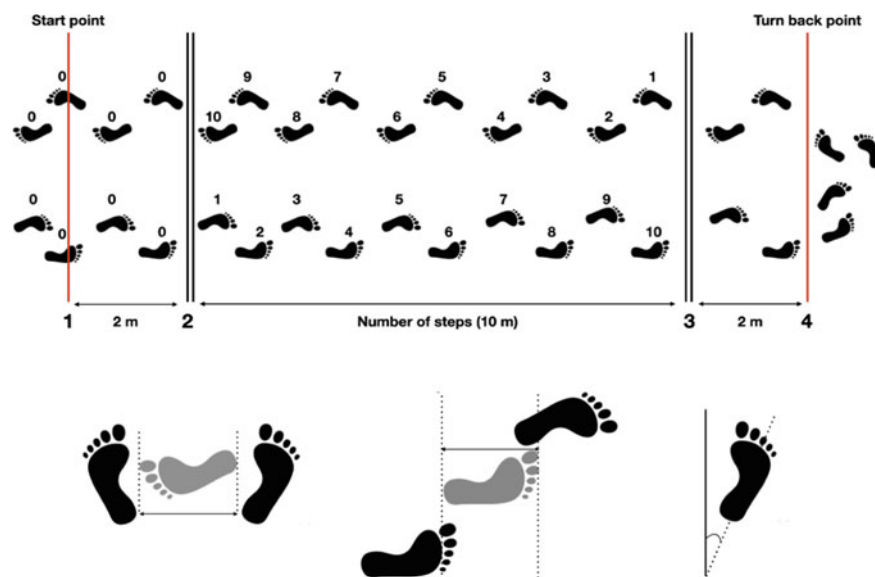 Start point Turn back point
0 0 9 7 5 3 1
0 0 10 8 6 4 2
0 0 1 3 5 7 9
0 0 2 4 6 8 10
1 2 m 2 Number of steps (10 m) 3 2 m 4